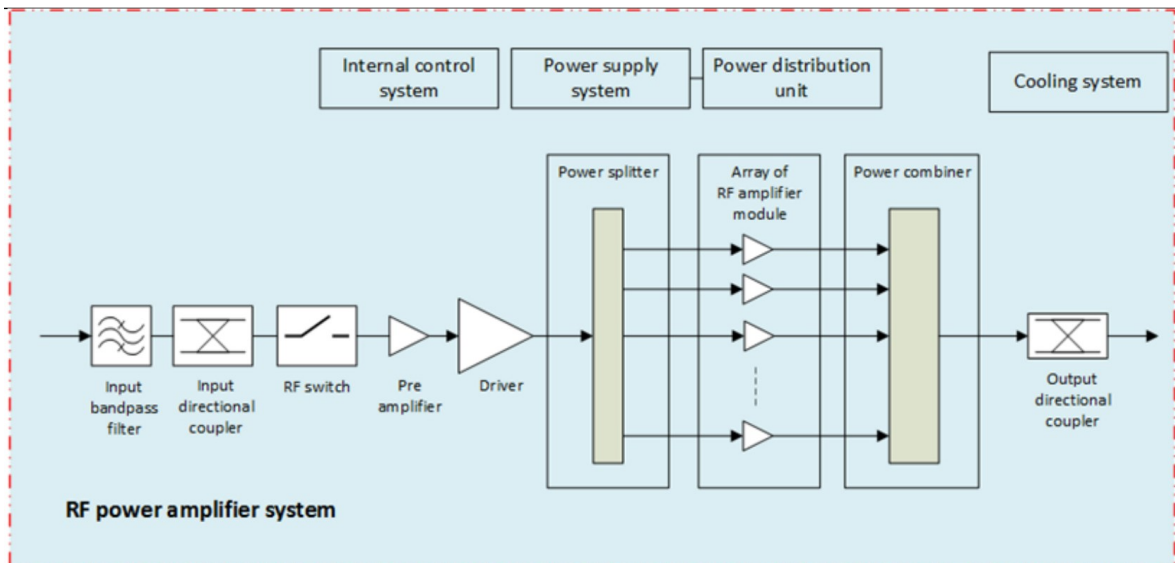 Internal control
system
Power supply
system
Power distribution
unit
Cooling system
Power splitter
Array of
RF amplifier
module
Power combiner
Input
bandpass
filter
Input
directional
coupler
RF switch
Pre
amplifier
Driver
Output
directional
coupler
RF power amplifier system